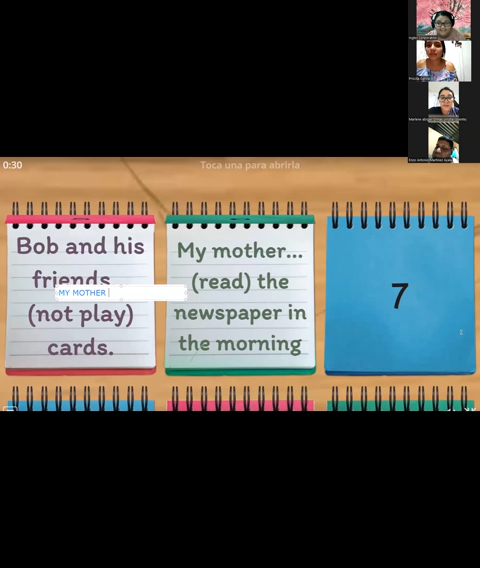 0:30
Toca una para abrirla
Bob and his
friends
(not play)
cards.
MY MOTHER
My mother...
(read) the
newspaper in
the morning
7